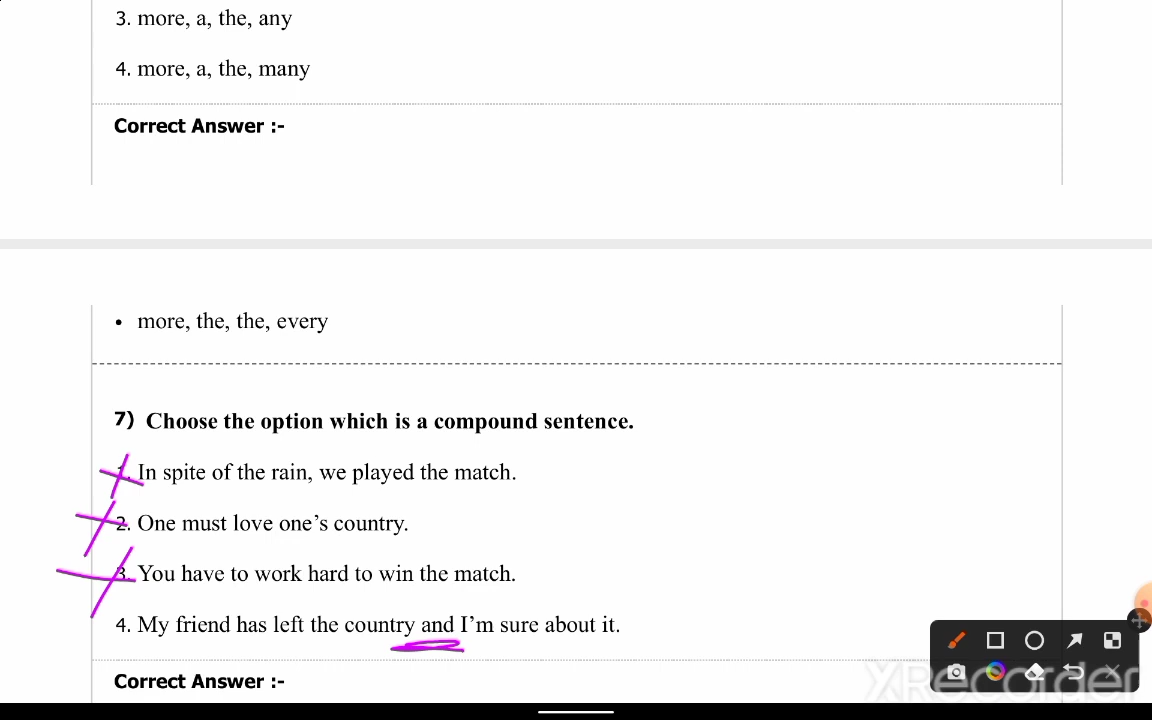 3. more, a, the, any
4. more, a, the, many
Correct Answer :-
• more, the, the, every
7) Choose the option which is a compound sentence.
1. In spite of the rain, we played the match.
2. One must love one’s country.
3. You have to work hard to win the match.
4. My friend has left the country and I’m sure about it.
Correct Answer :-
XRecorder